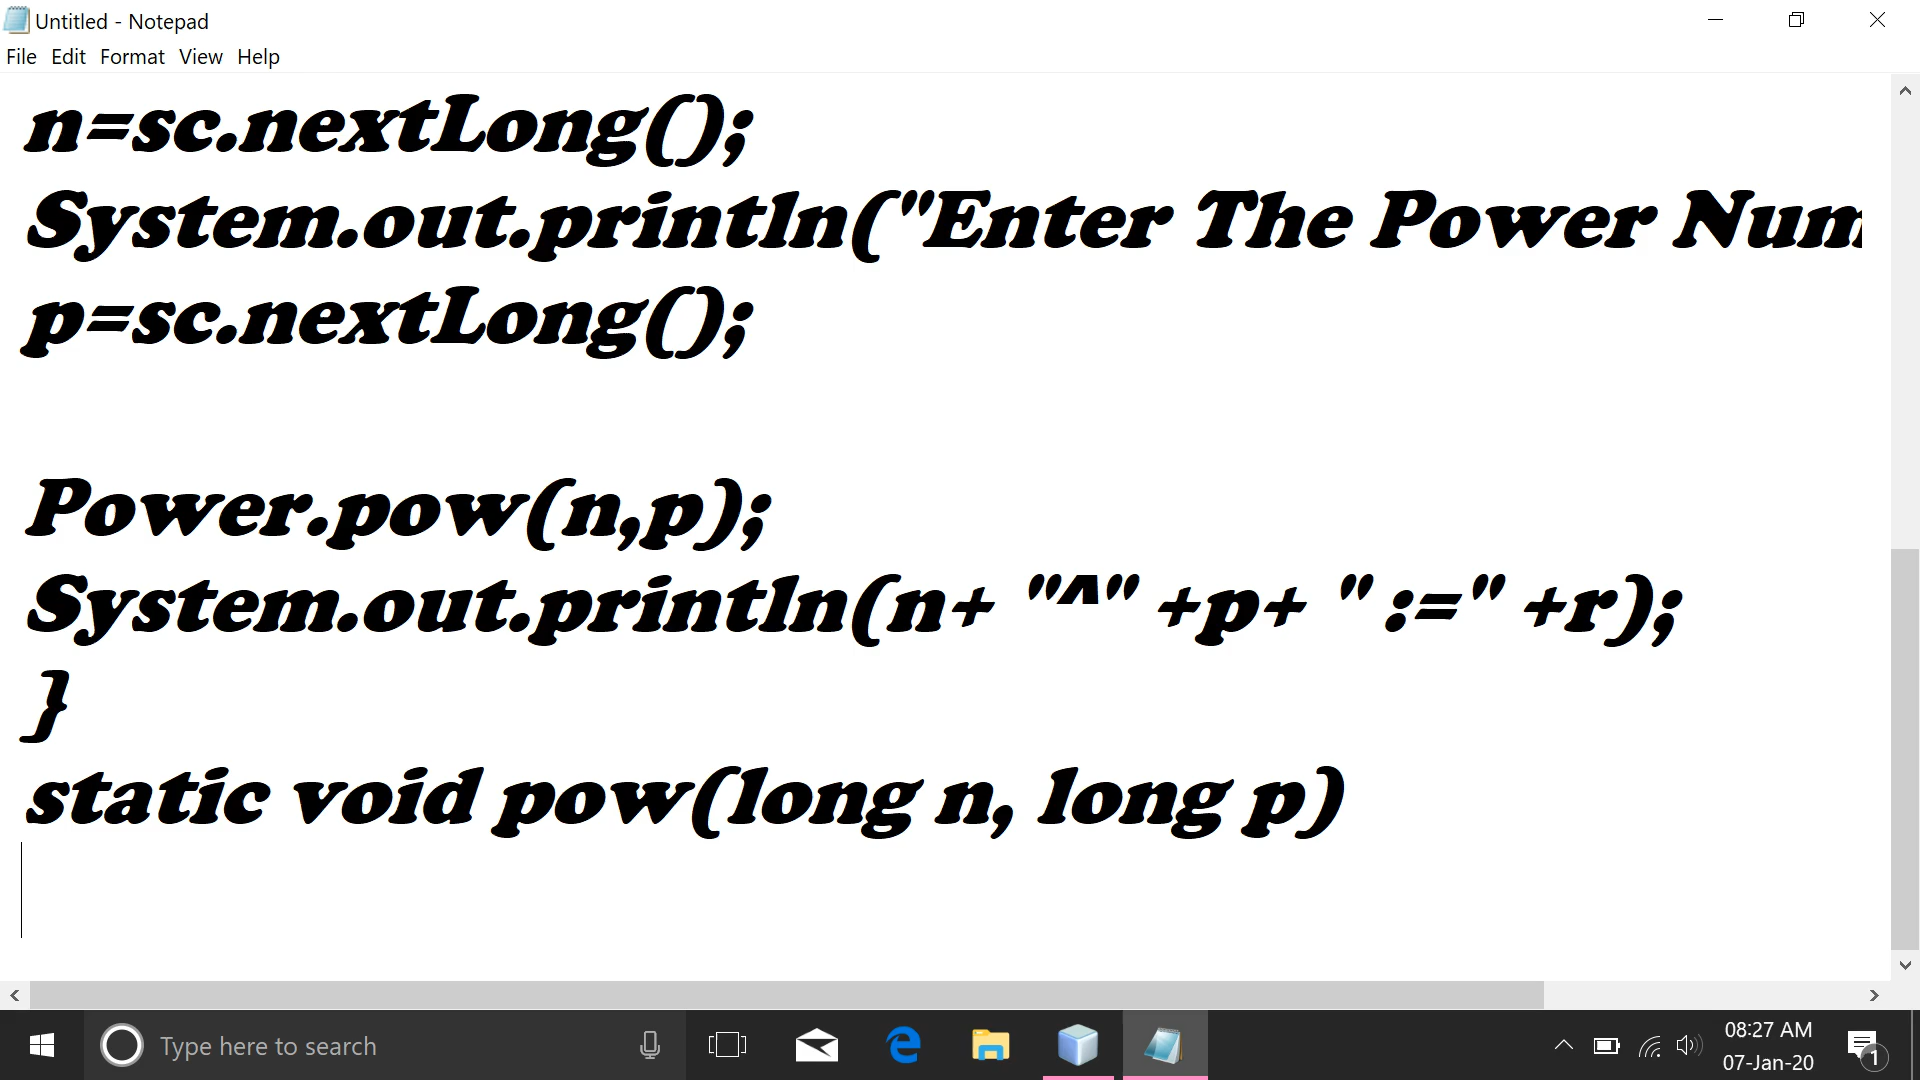 Untitled - Notepad
File Edit Format View Help
n=sc.nextLong();
System.out.println("Enter The Power Num
p=sc.nextLong();
Power.pow(n,p);
System.out.println(n+ "^" +p+ " :=" +r);
}
static void pow(long n, long p)
Type here to search
08:27 AM
07-Jan-20
1